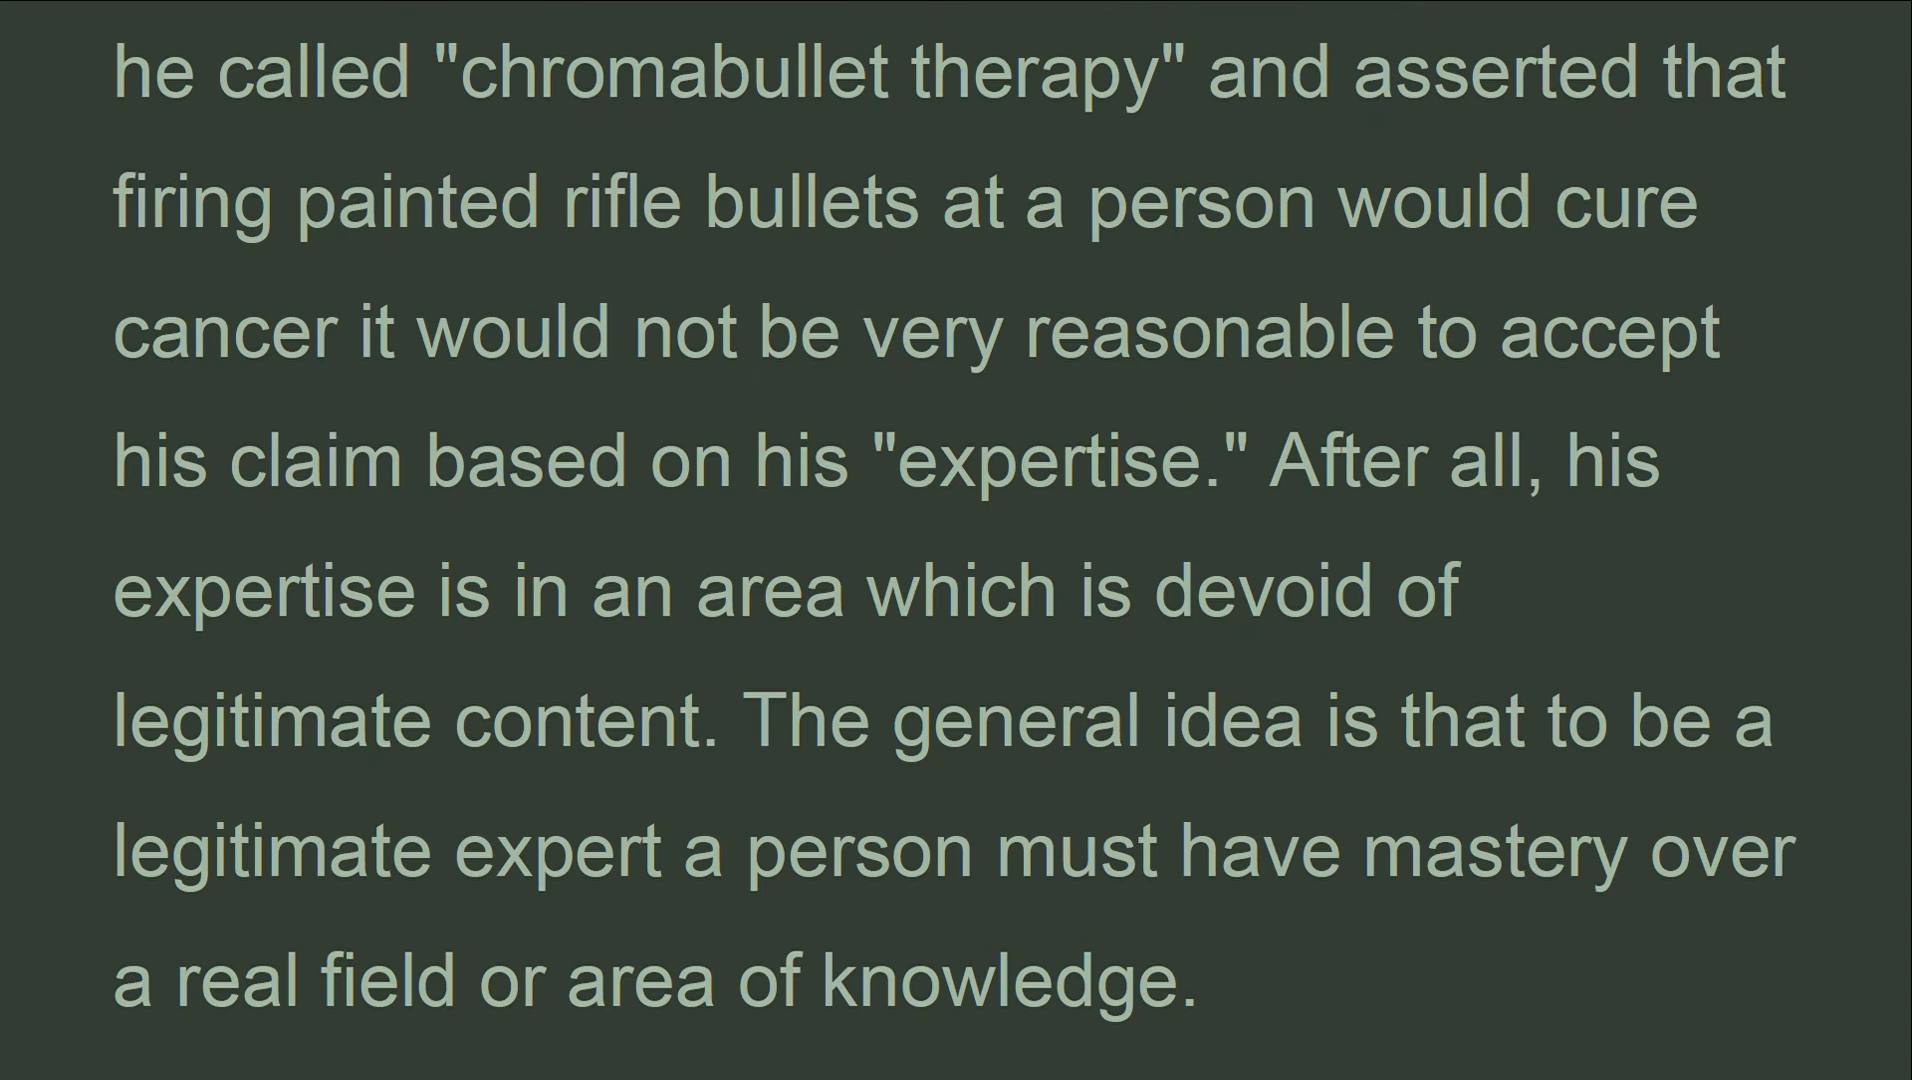 he called "chromabullet therapy" and asserted that
firing painted rifle bullets at a person would cure
cancer it would not be very reasonable to accept
his claim based on his "expertise." After all, his
expertise is in an area which is devoid of
legitimate content. The general idea is that to be a
legitimate expert a person must have mastery over
a real field or area of knowledge.